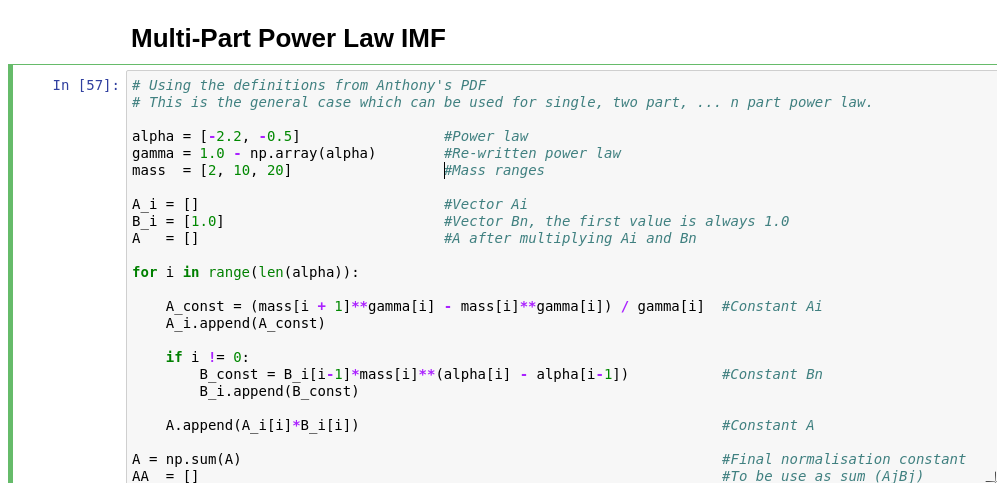 Multi-Part Power Law IMF
In [57]:
# Using the definitions from Anthony's PDF
# This is the general case which can be used for single, two part, ... n part power law.
alpha = [-2.2, -0.5]                 #Power law
gamma = 1.0 - np.array(alpha)        #Re-written power law
mass  = [2, 10, 20]                  #Mass ranges
A_i = []                             #Vector Ai
B_i = [1.0]                          #Vector Bn, the first value is always 1.0
A   = []                             #A after multiplying Ai and Bn
for i in range(len(alpha)):
    A_const = (mass[i + 1]**gamma[i] - mass[i]**gamma[i]) / gamma[i]  #Constant Ai
    A_i.append(A_const)
    if i != 0:
        B_const = B_i[i-1]*mass[i]**(alpha[i] - alpha[i-1])           #Constant Bn
        B_i.append(B_const)
    A.append(A_i[i]*B_i[i])                                           #Constant A
A = np.sum(A)                                                         #Final normalisation constant
AA  = []                                                              #To be use as sum (AjBj)